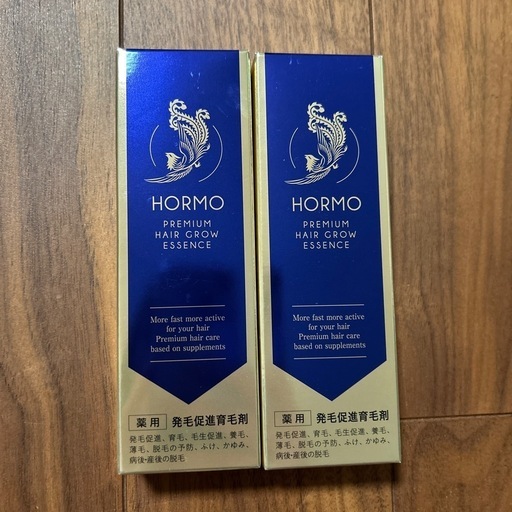 HORMO
PREMIUM
HAIR GROW
ESSENCE
More fast more active
for your hair
Premium hair care
based on supplements
薬用 発毛促進育毛剤
発毛促進、育毛、毛生促進、養毛、
薄毛、脱毛の予防、ふけ、かゆみ、
病後・産後の脱毛
HORMO
PREMIUM
HAIR GROW
ESSENCE
More fast more active
for your hair
Premium hair care
based on supplements
薬用 発毛促進育毛剤
発毛促進、育毛、毛生促進、養毛、
薄毛、脱毛の予防、ふけ、かゆみ、
病後・産後の脱毛